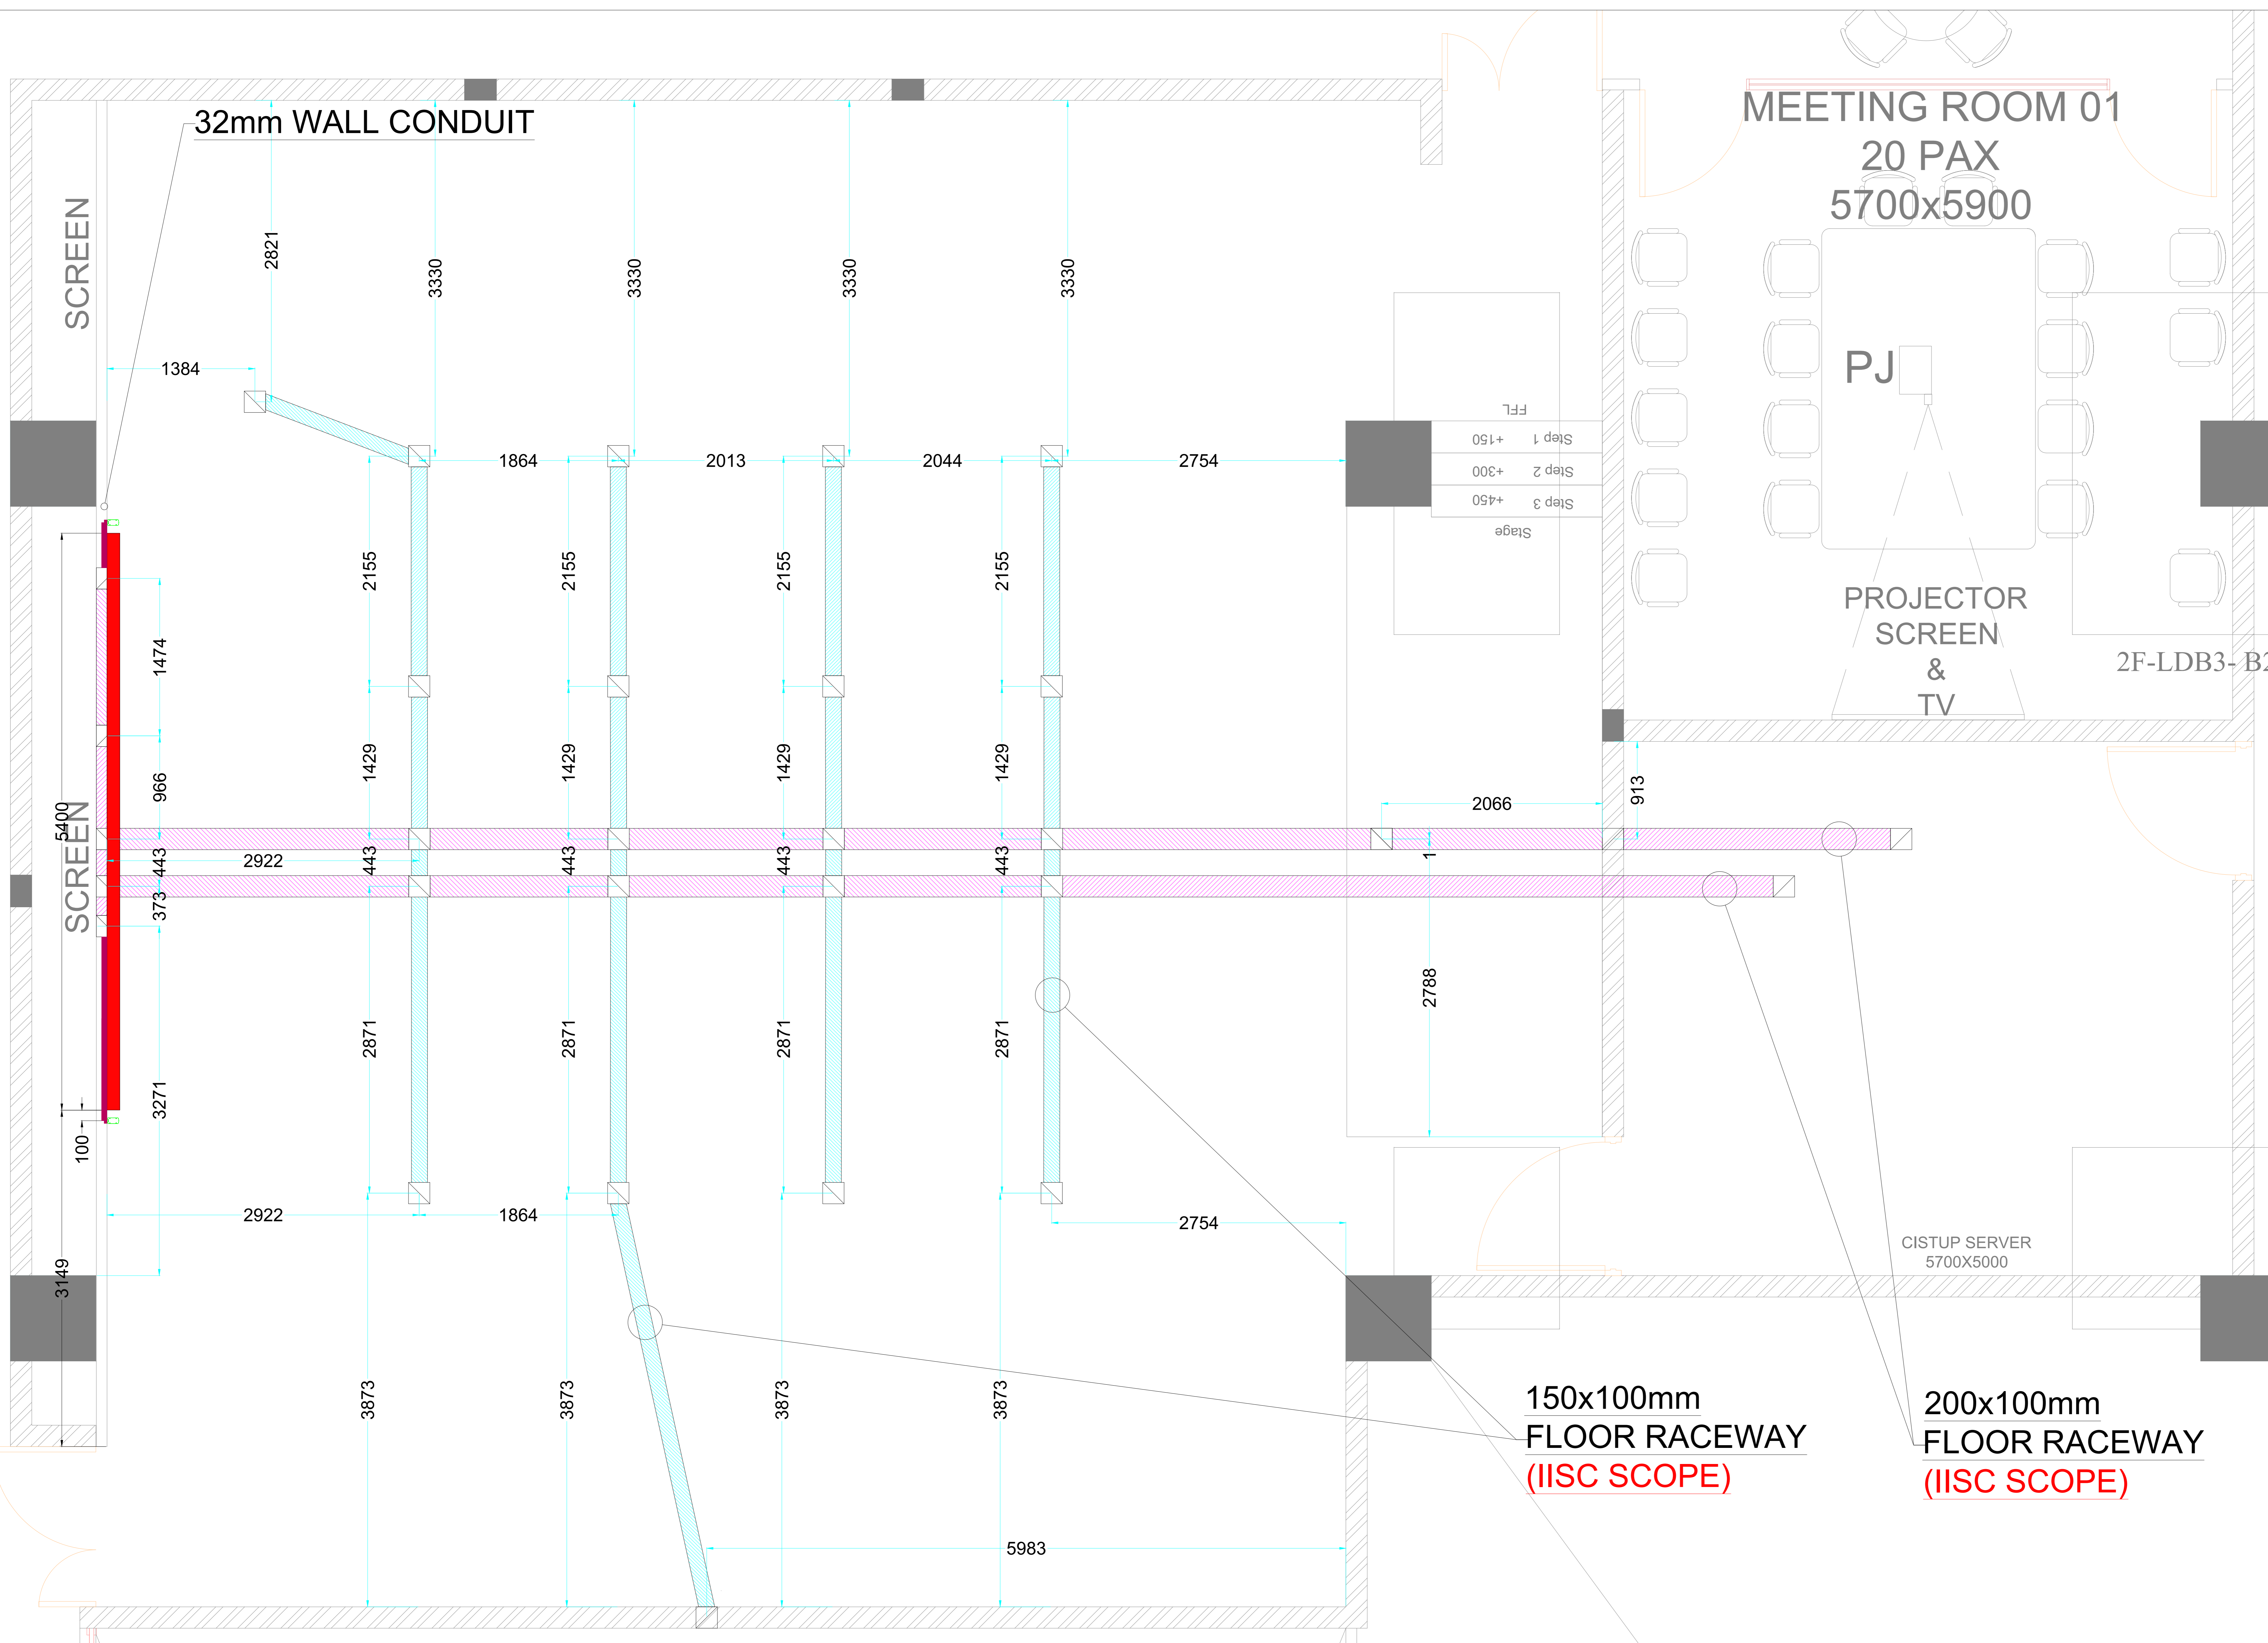 32mm WALL CONDUIT
MEETING ROOM 01
20 PAX
5700x5900
SCREEN
2821
3330
3330
3330
3330
1384
PJ
FFL
Step 1 +150
Step 2 +300
Step 3 +450
Stage
1864
2013
2044
2754
2155
2155
2155
2155
1474
PROJECTOR
SCREEN
&
TV
2F-LDB3- B2
1429
1429
1429
1429
966
913
2066
5400
SCREEN
443
443
443
443
443
2922
1
373
2871
2871
2871
2871
2788
3271
100
2922
1864
2754
3149
CISTUP SERVER
5700X5000
3873
3873
3873
3873
150x100mm
FLOOR RACEWAY
(IISC SCOPE)
200x100mm
FLOOR RACEWAY
(IISC SCOPE)
5983